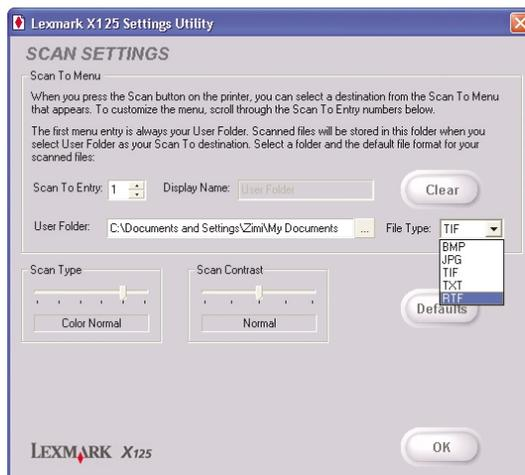 Lexmark X125 Settings Utility
SCAN SETTINGS
Scan To Menu
When you press the Scan button on the printer, you can select a destination from the Scan To Menu
that appears. To customize the menu, scroll through the Scan To Entry numbers below.
The first menu entry is always your User Folder. Scanned files will be stored in this folder when you
select User Folder as your Scan To destination. Select a folder and the default file format for your
scanned files:
Scan To Entry: 1 Display Name: User Folder Clear
User Folder: C:\Documents and Settings\Zimi\My Documents ... File Type: TIF
BMP
JPG
TIF
TXT
RTF
Scan Type
Color Normal
Scan Contrast
Normal
Defaults
LEXMARK X125
OK